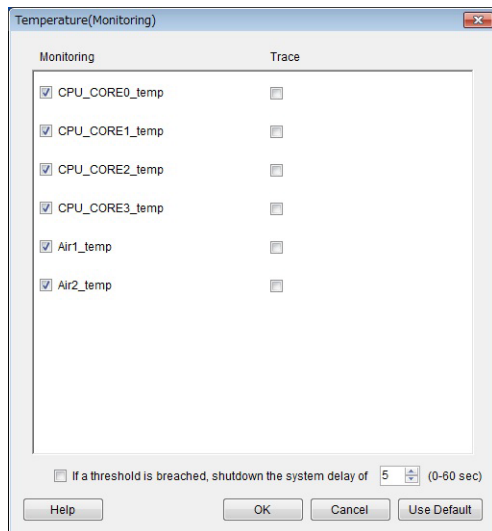 Temperature(Monitoring)
Monitoring Trace
CPU_CORE0_temp
CPU_CORE1_temp
CPU_CORE2_temp
CPU_CORE3_temp
Air1_temp
Air2_temp
If a threshold is breached, shutdown the system delay of 5 (0-60 sec)
Help OK Cancel Use Default